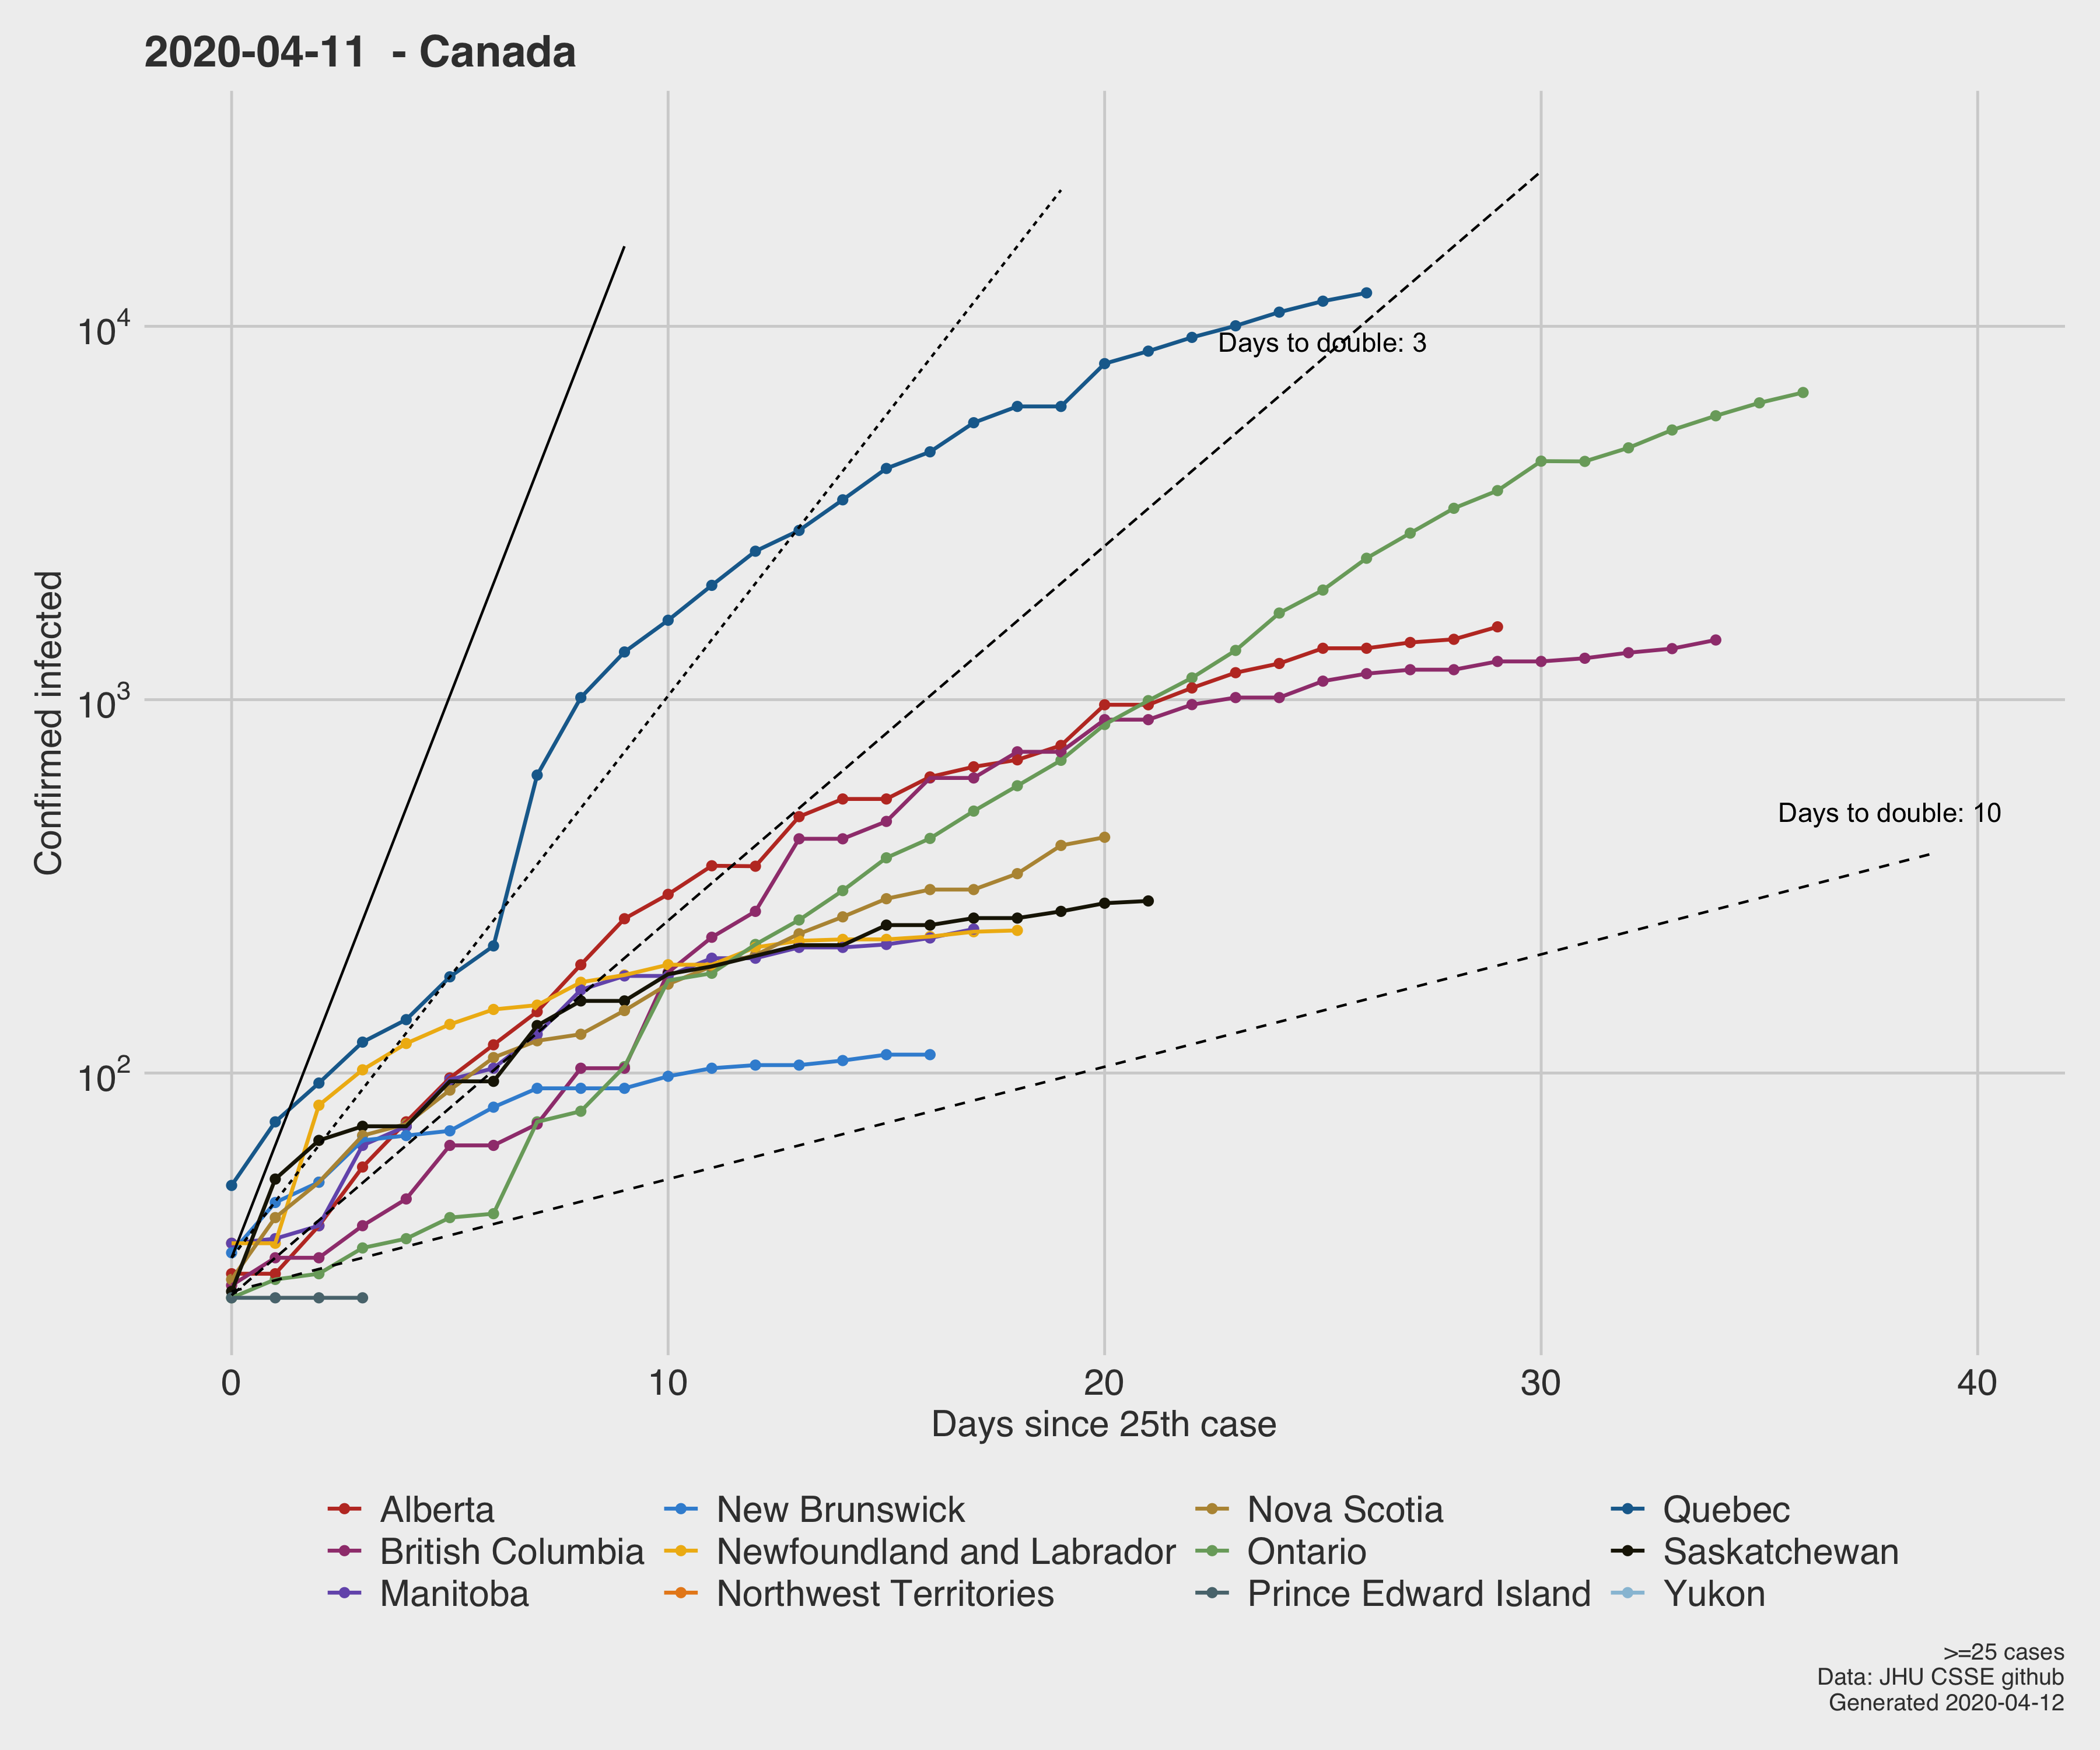 2020-04-11 - Canada
Confirmed infected
10^4
10^3
10^2
Days to double: 3
Days to double: 10
0 10 20 30 40
Days since 25th case
Alberta New Brunswick Nova Scotia Quebec
British Columbia Newfoundland and Labrador Ontario Saskatchewan
Manitoba Northwest Territories Prince Edward Island Yukon
>=25 cases
Data: JHU CSSE github
Generated 2020-04-12